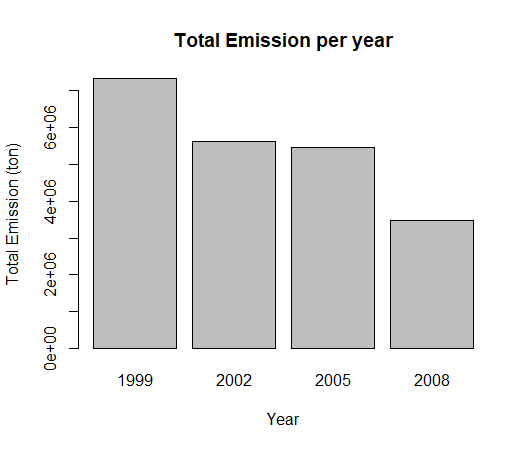 Total Emission per year
Total Emission (ton)
6e+06
4e+06
2e+06
0e+00
1999 2002 2005 2008
Year